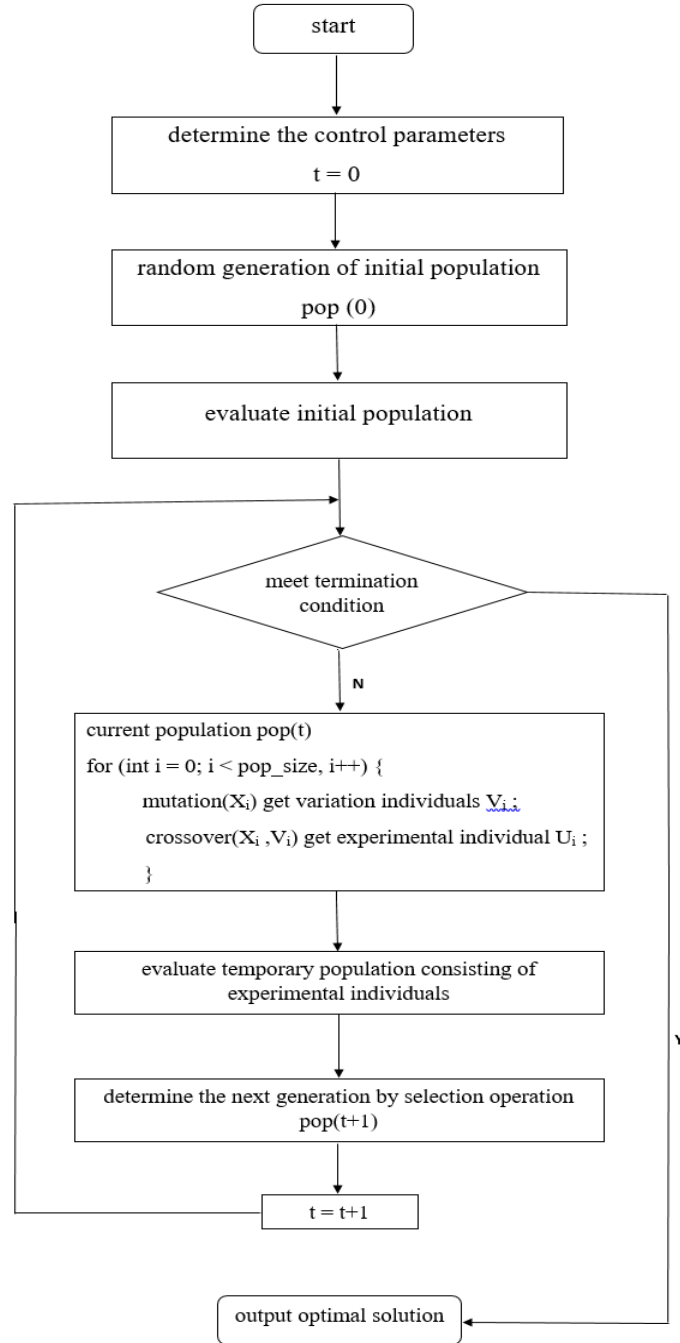 start
determine the control parameters
t = 0
random generation of initial population
pop (0)
evaluate initial population
meet termination
condition
N
current population pop(t)
for (int i = 0; i < pop_size, i++) {
mutation(Xᵢ) get variation individuals Vᵢ ;
crossover(Xᵢ ,Vᵢ) get experimental individual Uᵢ ;
}
evaluate temporary population consisting of
experimental individuals
Y
determine the next generation by selection operation
pop(t+1)
t = t+1
output optimal solution